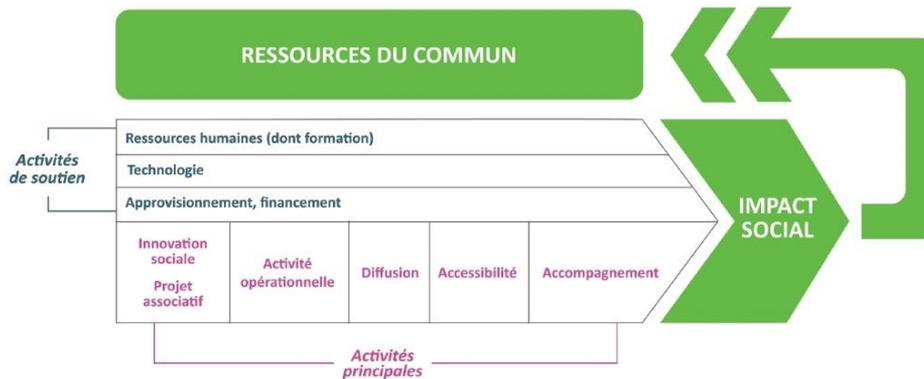 RESSOURCES DU COMMUN
Activités
de soutien
Ressources humaines (dont formation)
Technologie
Approvisionnement, financement
IMPACT
SOCIAL
Innovation
sociale
Projet
associatif
Activité
opérationnelle
Diffusion
Accessibilité
Accompagnement
Activités
principales